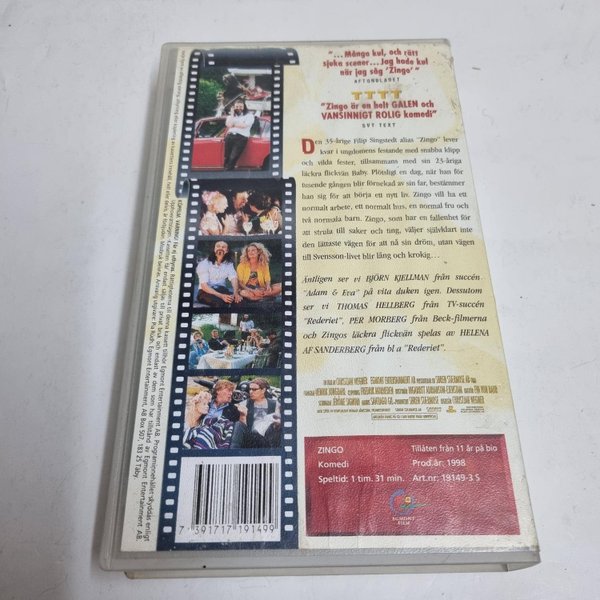 "...Många kul, och rätt
sjuka scener...Jag hade kul
när jag såg 'Zingo'"
AFTONBLADET
TTTT
"Zingo är en helt GALEN och
VANSINNIGT ROLIG komedi"
SVT TEXT
Den 35-årige Filip Singstedt alias "Zingo" lever
kvar i ungdomens festande med snabba klipp
och vilda fester, tillsammans med sin 23-åriga
läckra flickvän Baby. Plötsligt en dag, när han för
tusende gången blir förnekad av sin far, bestämmer
han sig för att börja ett nytt liv. Zingo vill ha ett
normalt arbete, ett normalt hus, en normal fru och
två normala barn. Zingo, som har en fallenhet för
att strula till saker och ting, väljer självklart inte
den lättaste vägen för att nå sin dröm, utan vägen
till Svensson-livet blir lång och krokig...
Äntligen ser vi BJÖRN KJELLMAN från succén
"Adam & Eva" på vita duken igen. Dessutom
ser vi THOMAS HELLBERG från TV-succén
"Rederiet", PER MORBERG från Beck-filmerna
och Zingos läckra flickvän spelas av HELENA
AF SANDEBERG från bl a "Rederiet".
ZINGO
Komedi
Speltid: 1 tim. 31 min.
Tillåten från 11 år på bio
Prod.år: 1998
Art.nr: 19149-3 S
EGMONT
FILM
7 391717 191499